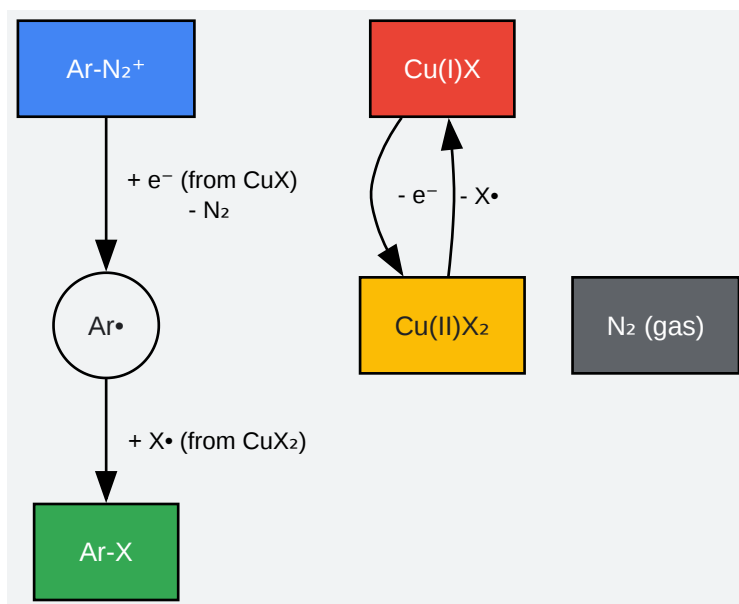 Ar-N₂⁺
Cu(I)X
+ e⁻ (from CuX)
- N₂
- e⁻
- X•
Ar•
Cu(II)X₂
N₂ (gas)
+ X• (from CuX₂)
Ar-X